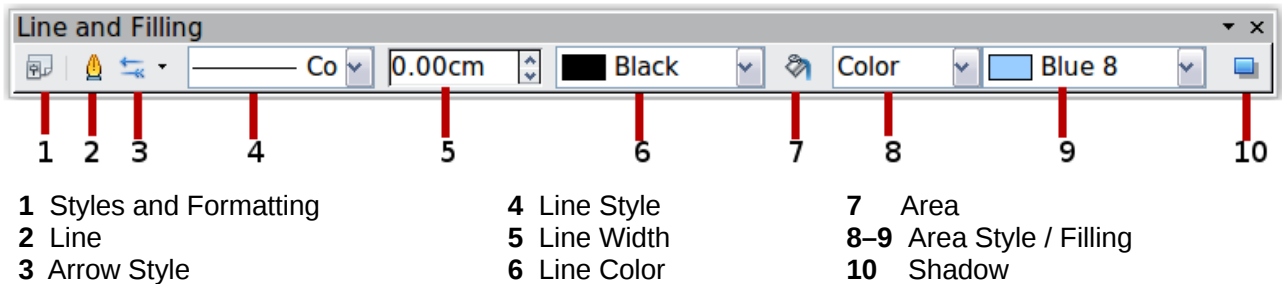 Line and Filling
Co 0.00cm Black Color Blue 8
1 2 3 4 5 6 7 8 9 10
1 Styles and Formatting 4 Line Style 7 Area
2 Line 5 Line Width 8–9 Area Style / Filling
3 Arrow Style 6 Line Color 10 Shadow